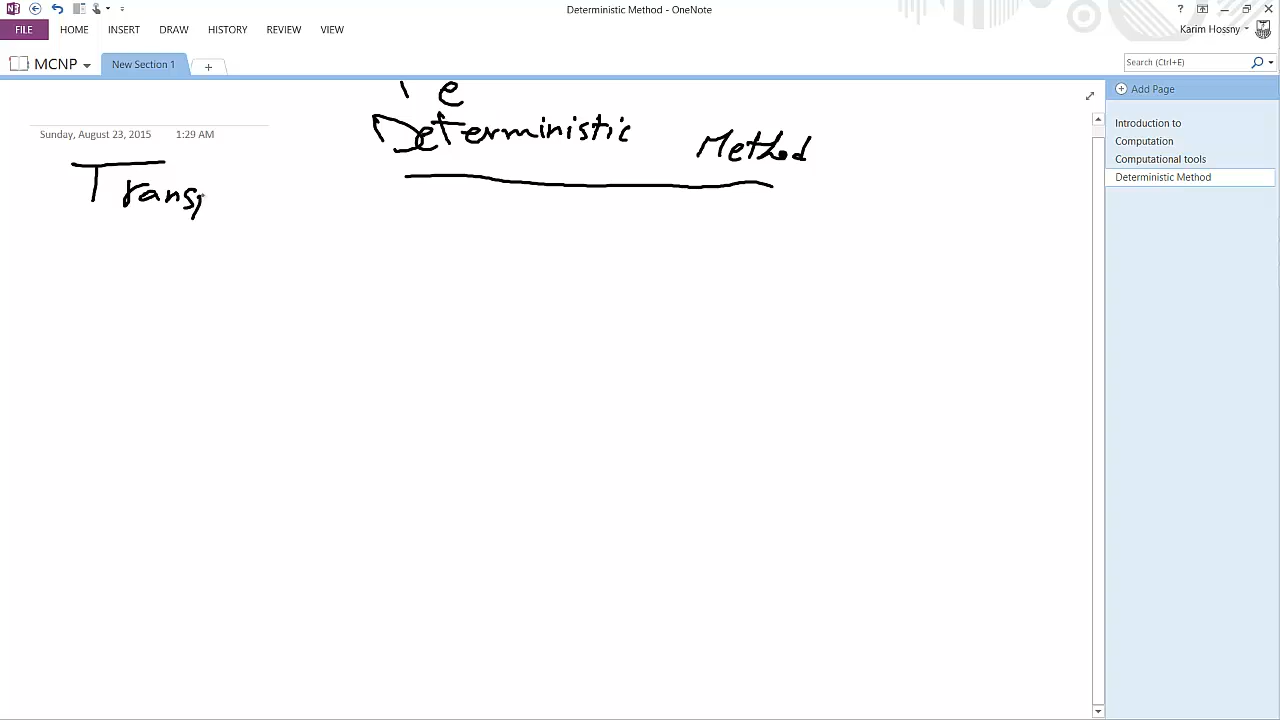 Deterministic Method - OneNote
FILE HOME INSERT DRAW HISTORY REVIEW VIEW
Karim Hossny
MCNP
New Section 1
Search (Ctrl+E)
Add Page
Introduction to
Computation
Computational tools
Deterministic Method
Sunday, August 23, 2015 1:29 AM
Deterministic Method
Transp